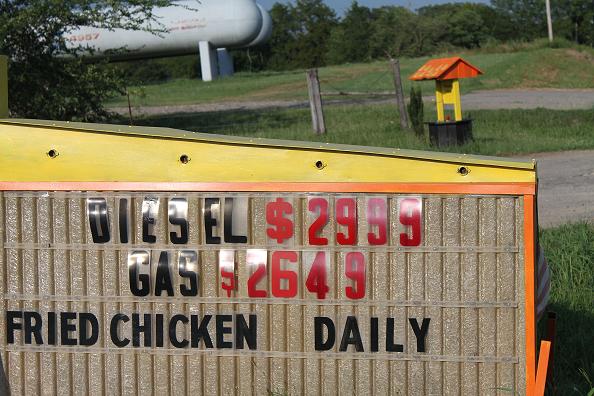 DIESEL $2999
GAS $2649
FRIED CHICKEN DAILY